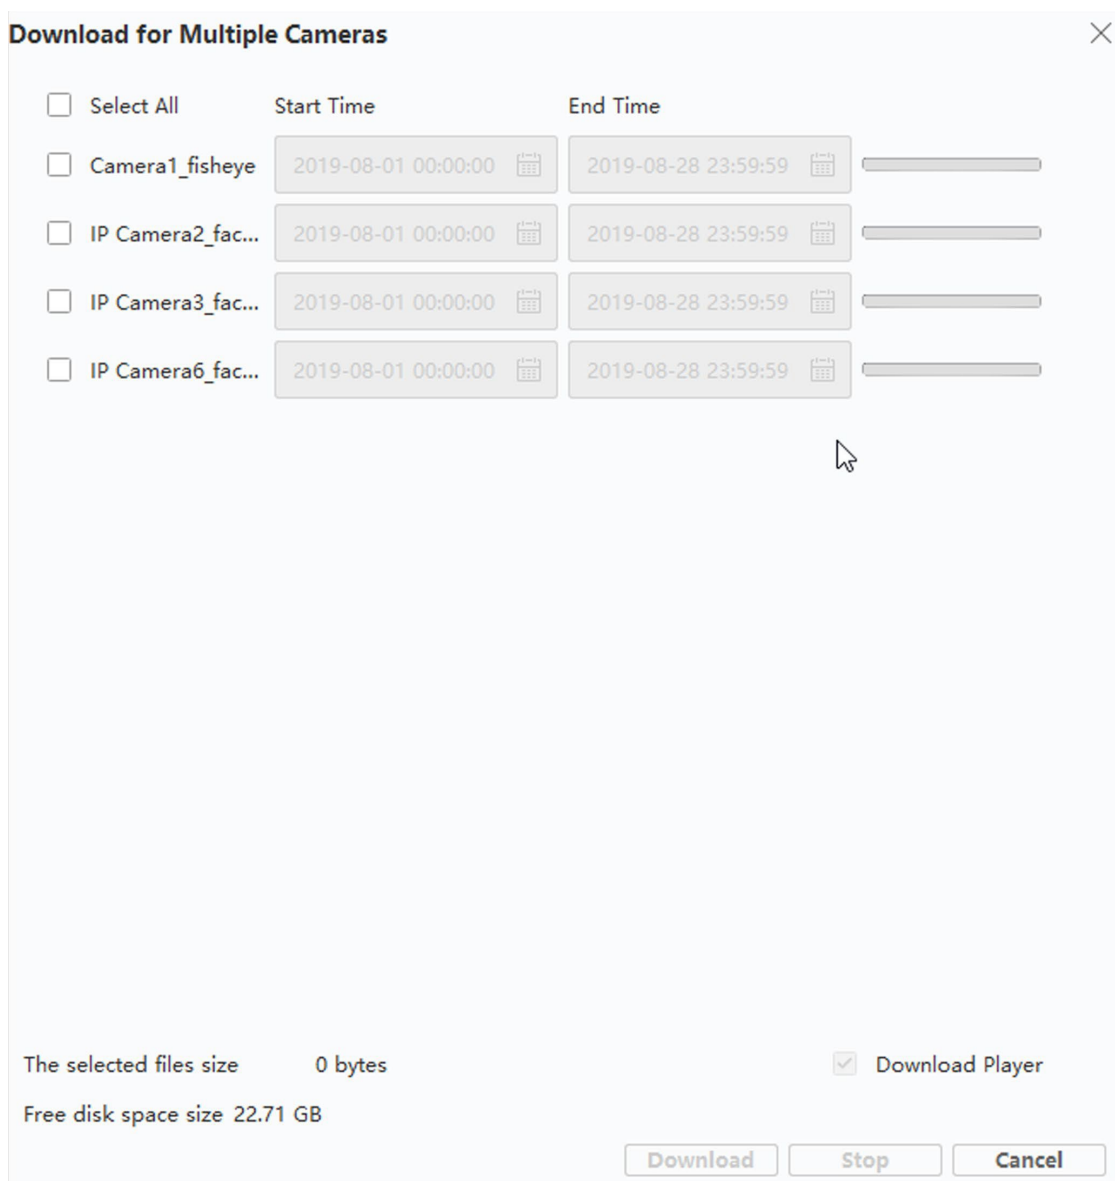 Download for Multiple Cameras
Select All Start Time End Time
Camera1_fisheye 2019-08-01 00:00:00 2019-08-28 23:59:59
IP Camera2_fac... 2019-08-01 00:00:00 2019-08-28 23:59:59
IP Camera3_fac... 2019-08-01 00:00:00 2019-08-28 23:59:59
IP Camera6_fac... 2019-08-01 00:00:00 2019-08-28 23:59:59
The selected files size 0 bytes Download Player
Free disk space size 22.71 GB
Download Stop Cancel